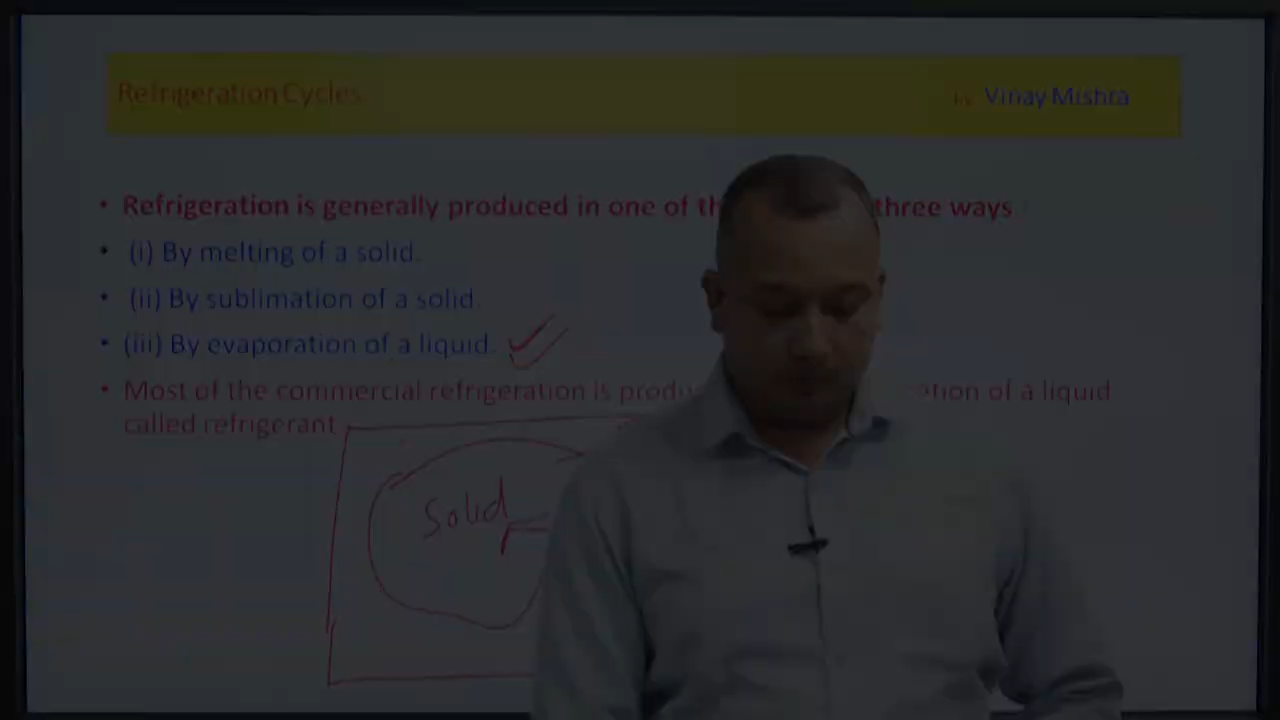 Refrigeration Cycles by Vinay Mishra
• Refrigeration is generally produced in one of th three ways
• (i) By melting of a solid.
• (ii) By sublimation of a solid.
• (iii) By evaporation of a liquid.
• Most of the commercial refrigeration is produ ation of a liquid
called refrigerant
Solid